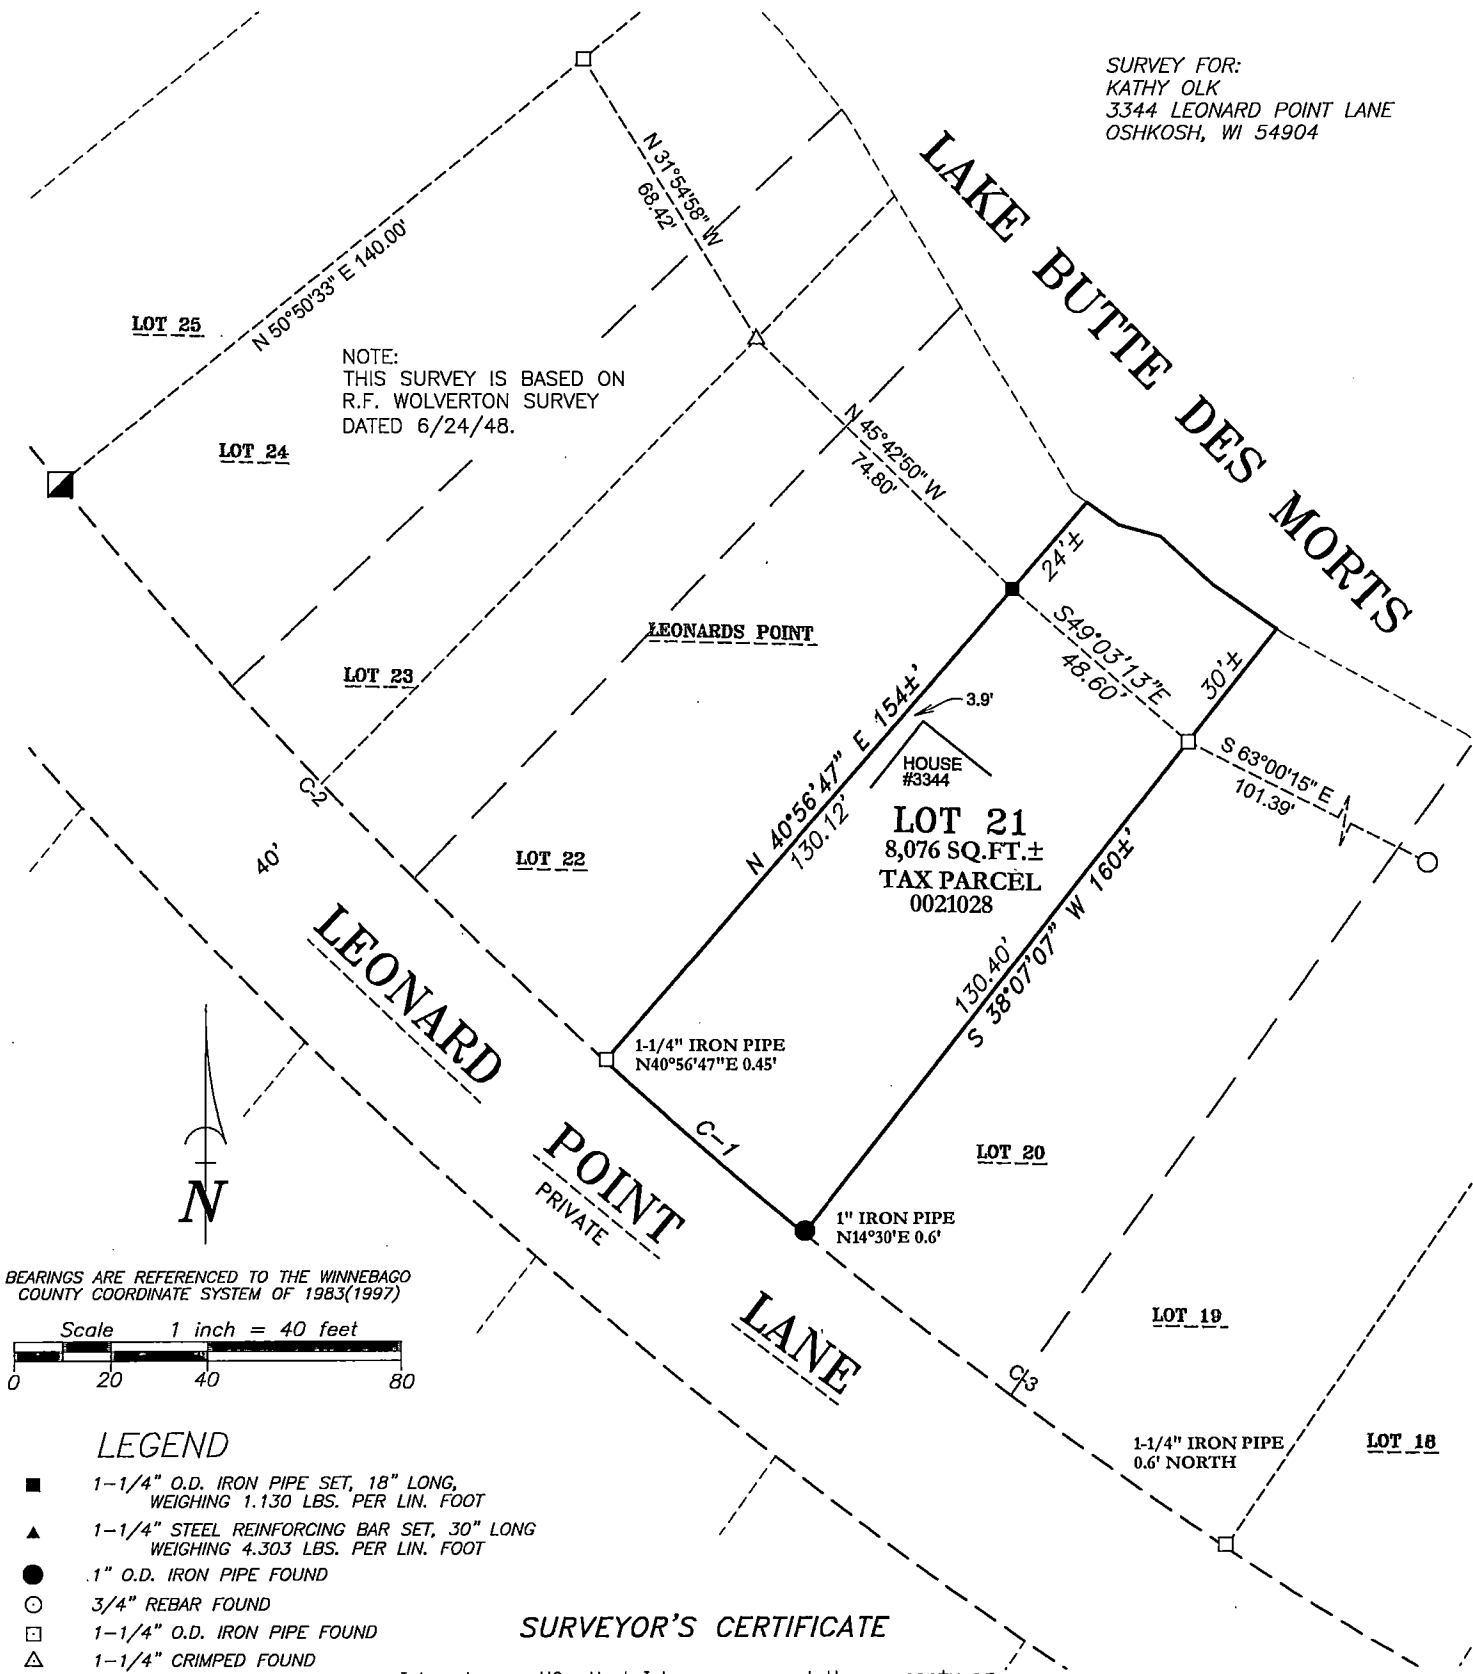 SURVEY FOR:
KATHY OLK
3344 LEONARD POINT LANE
OSHKOSH, WI 54904
LAKE BUTTE DES MORTS
N 31°54'58" W
68.42'
N 50°50'33" E 140.00'
LOT 25
NOTE:
THIS SURVEY IS BASED ON
R.F. WOLVERTON SURVEY
DATED 6/24/48.
LOT 24
N 45°42'50" W
74.80'
24'±
S49°03'13"E
48.60'
30'±
LEONARDS POINT
LOT 23
N 40°56'47" E 154±'
130.12'
3.9'
HOUSE
#3344
S 63°00'15" E
101.39'
C-2
LOT 21
8,076 SQ.FT.±
TAX PARCEL
0021028
40'
LOT 22
130.40'
S 38°07'07" W 160±'
LEONARD
POINT
PRIVATE
LANE
1-1/4" IRON PIPE
N40°56'47"E 0.45'
C-1
LOT 20
1" IRON PIPE
N14°30'E 0.6'
N
BEARINGS ARE REFERENCED TO THE WINNEBAGO
COUNTY COORDINATE SYSTEM OF 1983(1997)
Scale 1 inch = 40 feet
0 20 40 80
LOT 19
C-3
1-1/4" IRON PIPE
0.6' NORTH
LOT 18
LEGEND
1-1/4" O.D. IRON PIPE SET, 18" LONG,
WEIGHING 1.130 LBS. PER LIN. FOOT
1-1/4" STEEL REINFORCING BAR SET, 30" LONG
WEIGHING 4.303 LBS. PER LIN. FOOT
1" O.D. IRON PIPE FOUND
3/4" REBAR FOUND
1-1/4" O.D. IRON PIPE FOUND
1-1/4" CRIMPED FOUND
SURVEYOR'S CERTIFICATE